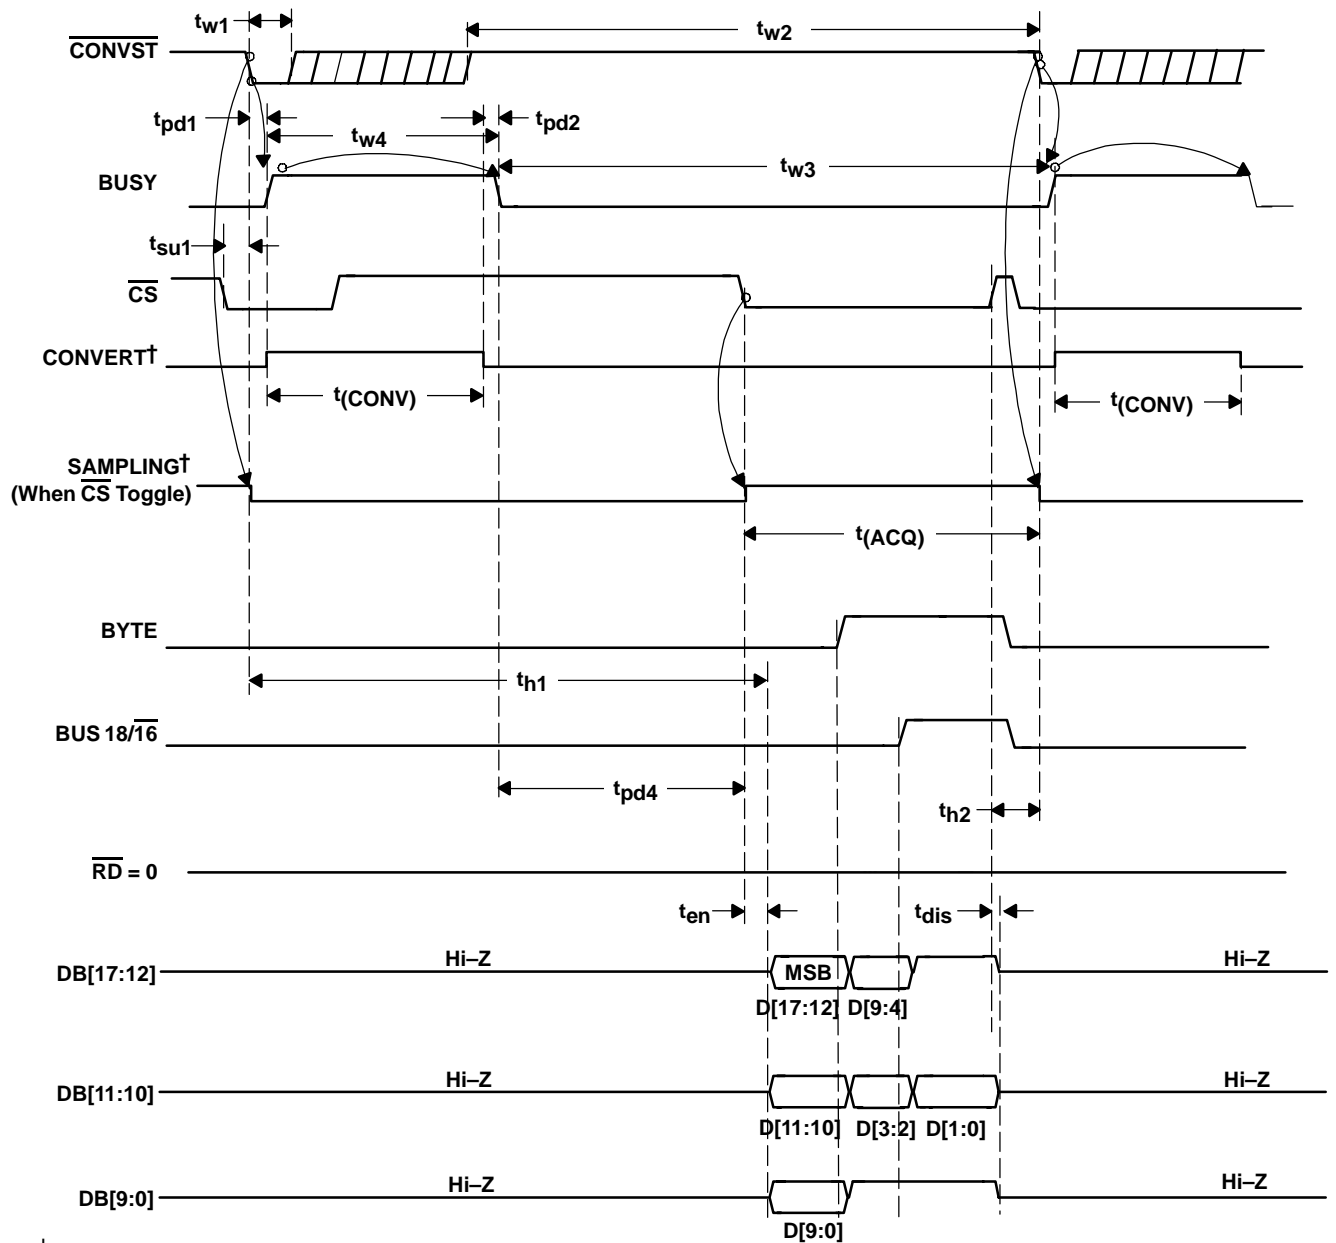 tw1
tw2
CONVST
tpd1
tw4
tpd2
BUSY
tw3
tsu1
CS
CONVERT†
t(CONV)
t(CONV)
SAMPLING†
(When CS Toggle)
t(ACQ)
BYTE
th1
BUS 18/16
tpd4
th2
RD = 0
ten
tdis
Hi–Z
Hi–Z
DB[17:12]
MSB
D[17:12]
D[9:4]
Hi–Z
Hi–Z
DB[11:10]
D[11:10]
D[3:2]
D[1:0]
Hi–Z
Hi–Z
DB[9:0]
D[9:0]